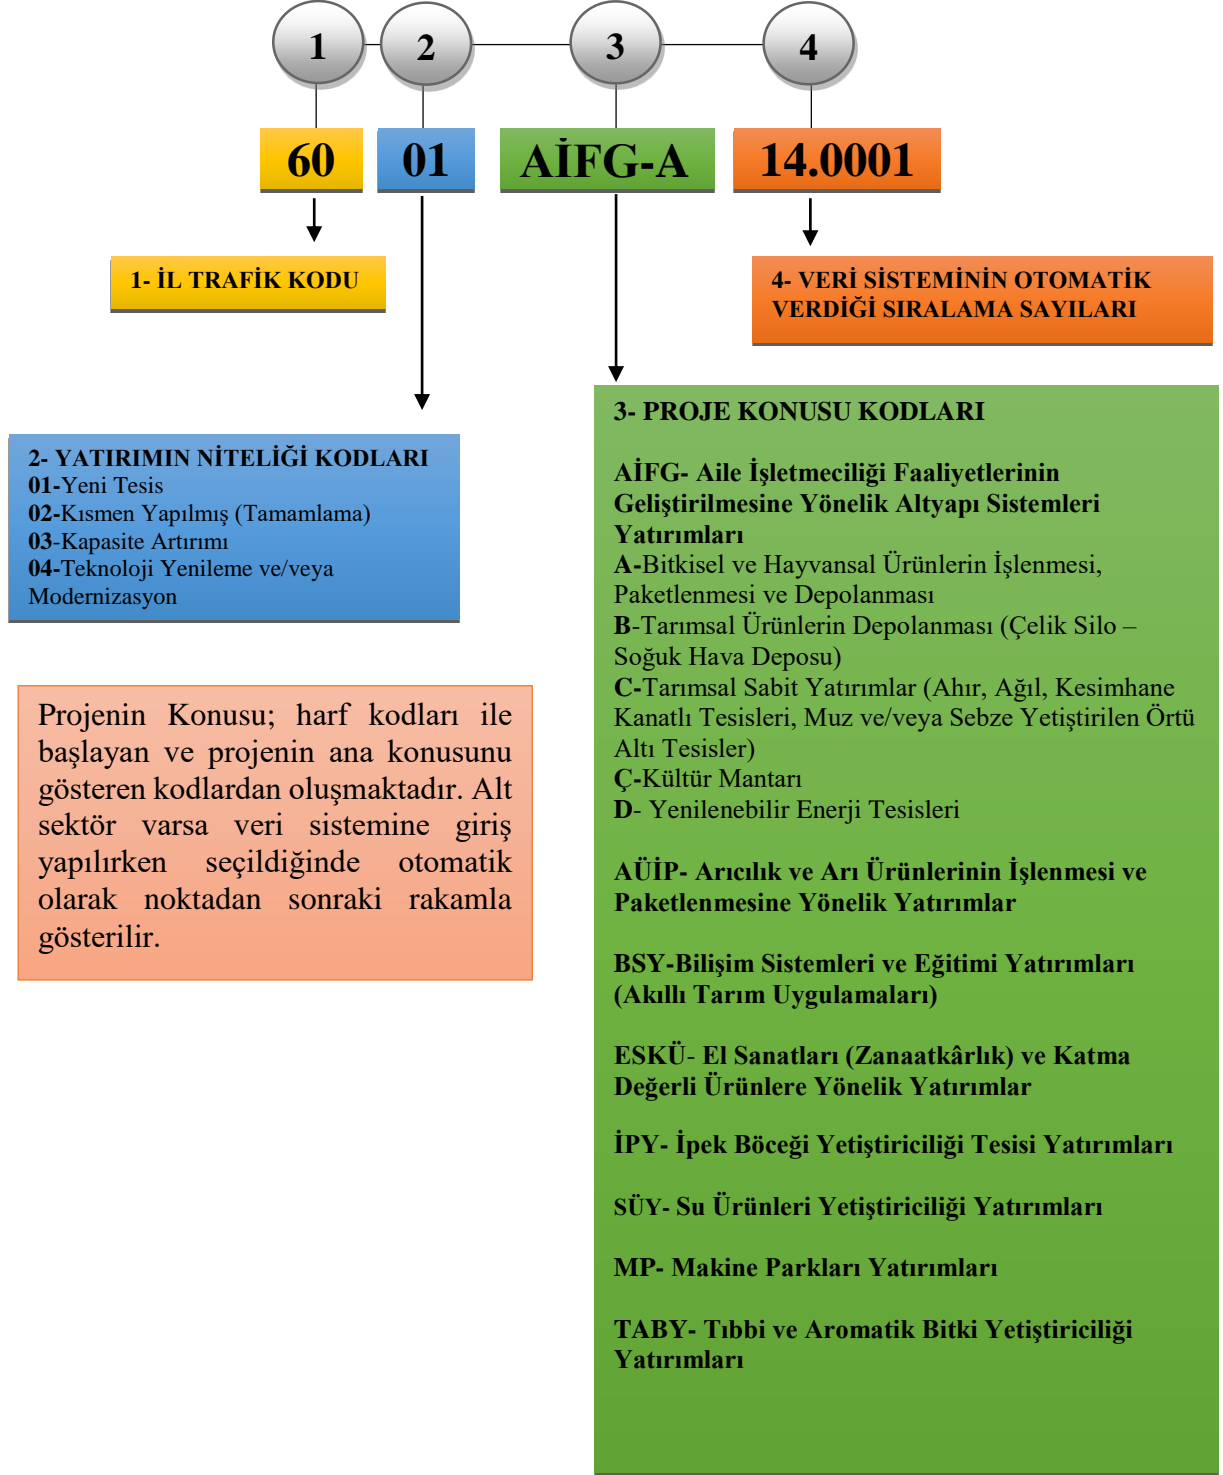 1
2
3
4
60
01
AİFG-A
14.0001
1- İL TRAFİK KODU
4- VERİ SİSTEMİNİN OTOMATİK
VERDİĞİ SIRALAMA SAYILARI
2- YATIRIMIN NİTELİĞİ KODLARI
01-Yeni Tesis
02-Kısmen Yapılmış (Tamamlama)
03-Kapasite Artırımı
04-Teknoloji Yenileme ve/veya
Modernizasyon
Projenin Konusu; harf kodları ile
başlayan ve projenin ana konusunu
gösteren kodlardan oluşmaktadır. Alt
sektör varsa veri sistemine giriş
yapılırken seçildiğinde otomatik
olarak noktadan sonraki rakamla
gösterilir.
3- PROJE KONUSU KODLARI
AİFG- Aile İşletmeciliği Faaliyetlerinin
Geliştirilmesine Yönelik Altyapı Sistemleri
Yatırımları
A-Bitkisel ve Hayvansal Ürünlerin İşlenmesi,
Paketlenmesi ve Depolanması
B-Tarımsal Ürünlerin Depolanması (Çelik Silo –
Soğuk Hava Deposu)
C-Tarımsal Sabit Yatırımlar (Ahır, Ağıl, Kesimhane
Kanatlı Tesisleri, Muz ve/veya Sebze Yetiştirilen Örtü
Altı Tesisler)
Ç-Kültür Mantarı
D- Yenilenebilir Enerji Tesisleri
AÜİP- Arıcılık ve Arı Ürünlerinin İşlenmesi ve
Paketlenmesine Yönelik Yatırımlar
BSY-Bilişim Sistemleri ve Eğitimi Yatırımları
(Akıllı Tarım Uygulamaları)
ESKÜ- El Sanatları (Zanaatkârlık) ve Katma
Değerli Ürünlere Yönelik Yatırımlar
İPY- İpek Böceği Yetiştiriciliği Tesisi Yatırımları
SÜY- Su Ürünleri Yetiştiriciliği Yatırımları
MP- Makine Parkları Yatırımları
TABY- Tıbbi ve Aromatik Bitki Yetiştiriciliği
Yatırımları